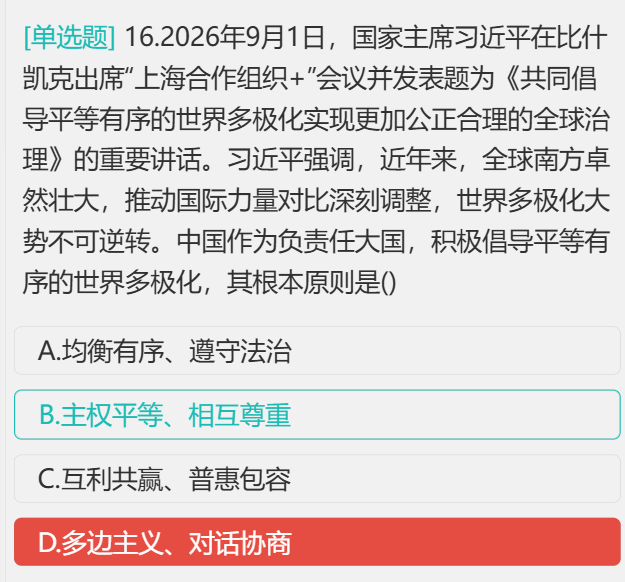 [单选题] 16.2026年9月1日，国家主席习近平在比什
凯克出席“上海合作组织+”会议并发表题为《共同倡
导平等有序的世界多极化实现更加公正合理的全球治
理》的重要讲话。习近平强调，近年来，全球南方卓
然壮大，推动国际力量对比深刻调整，世界多极化大
势不可逆转。中国作为负责任大国，积极倡导平等有
序的世界多极化，其根本原则是()
A.均衡有序、遵守法治
B.主权平等、相互尊重
C.互利共赢、普惠包容
D.多边主义、对话协商